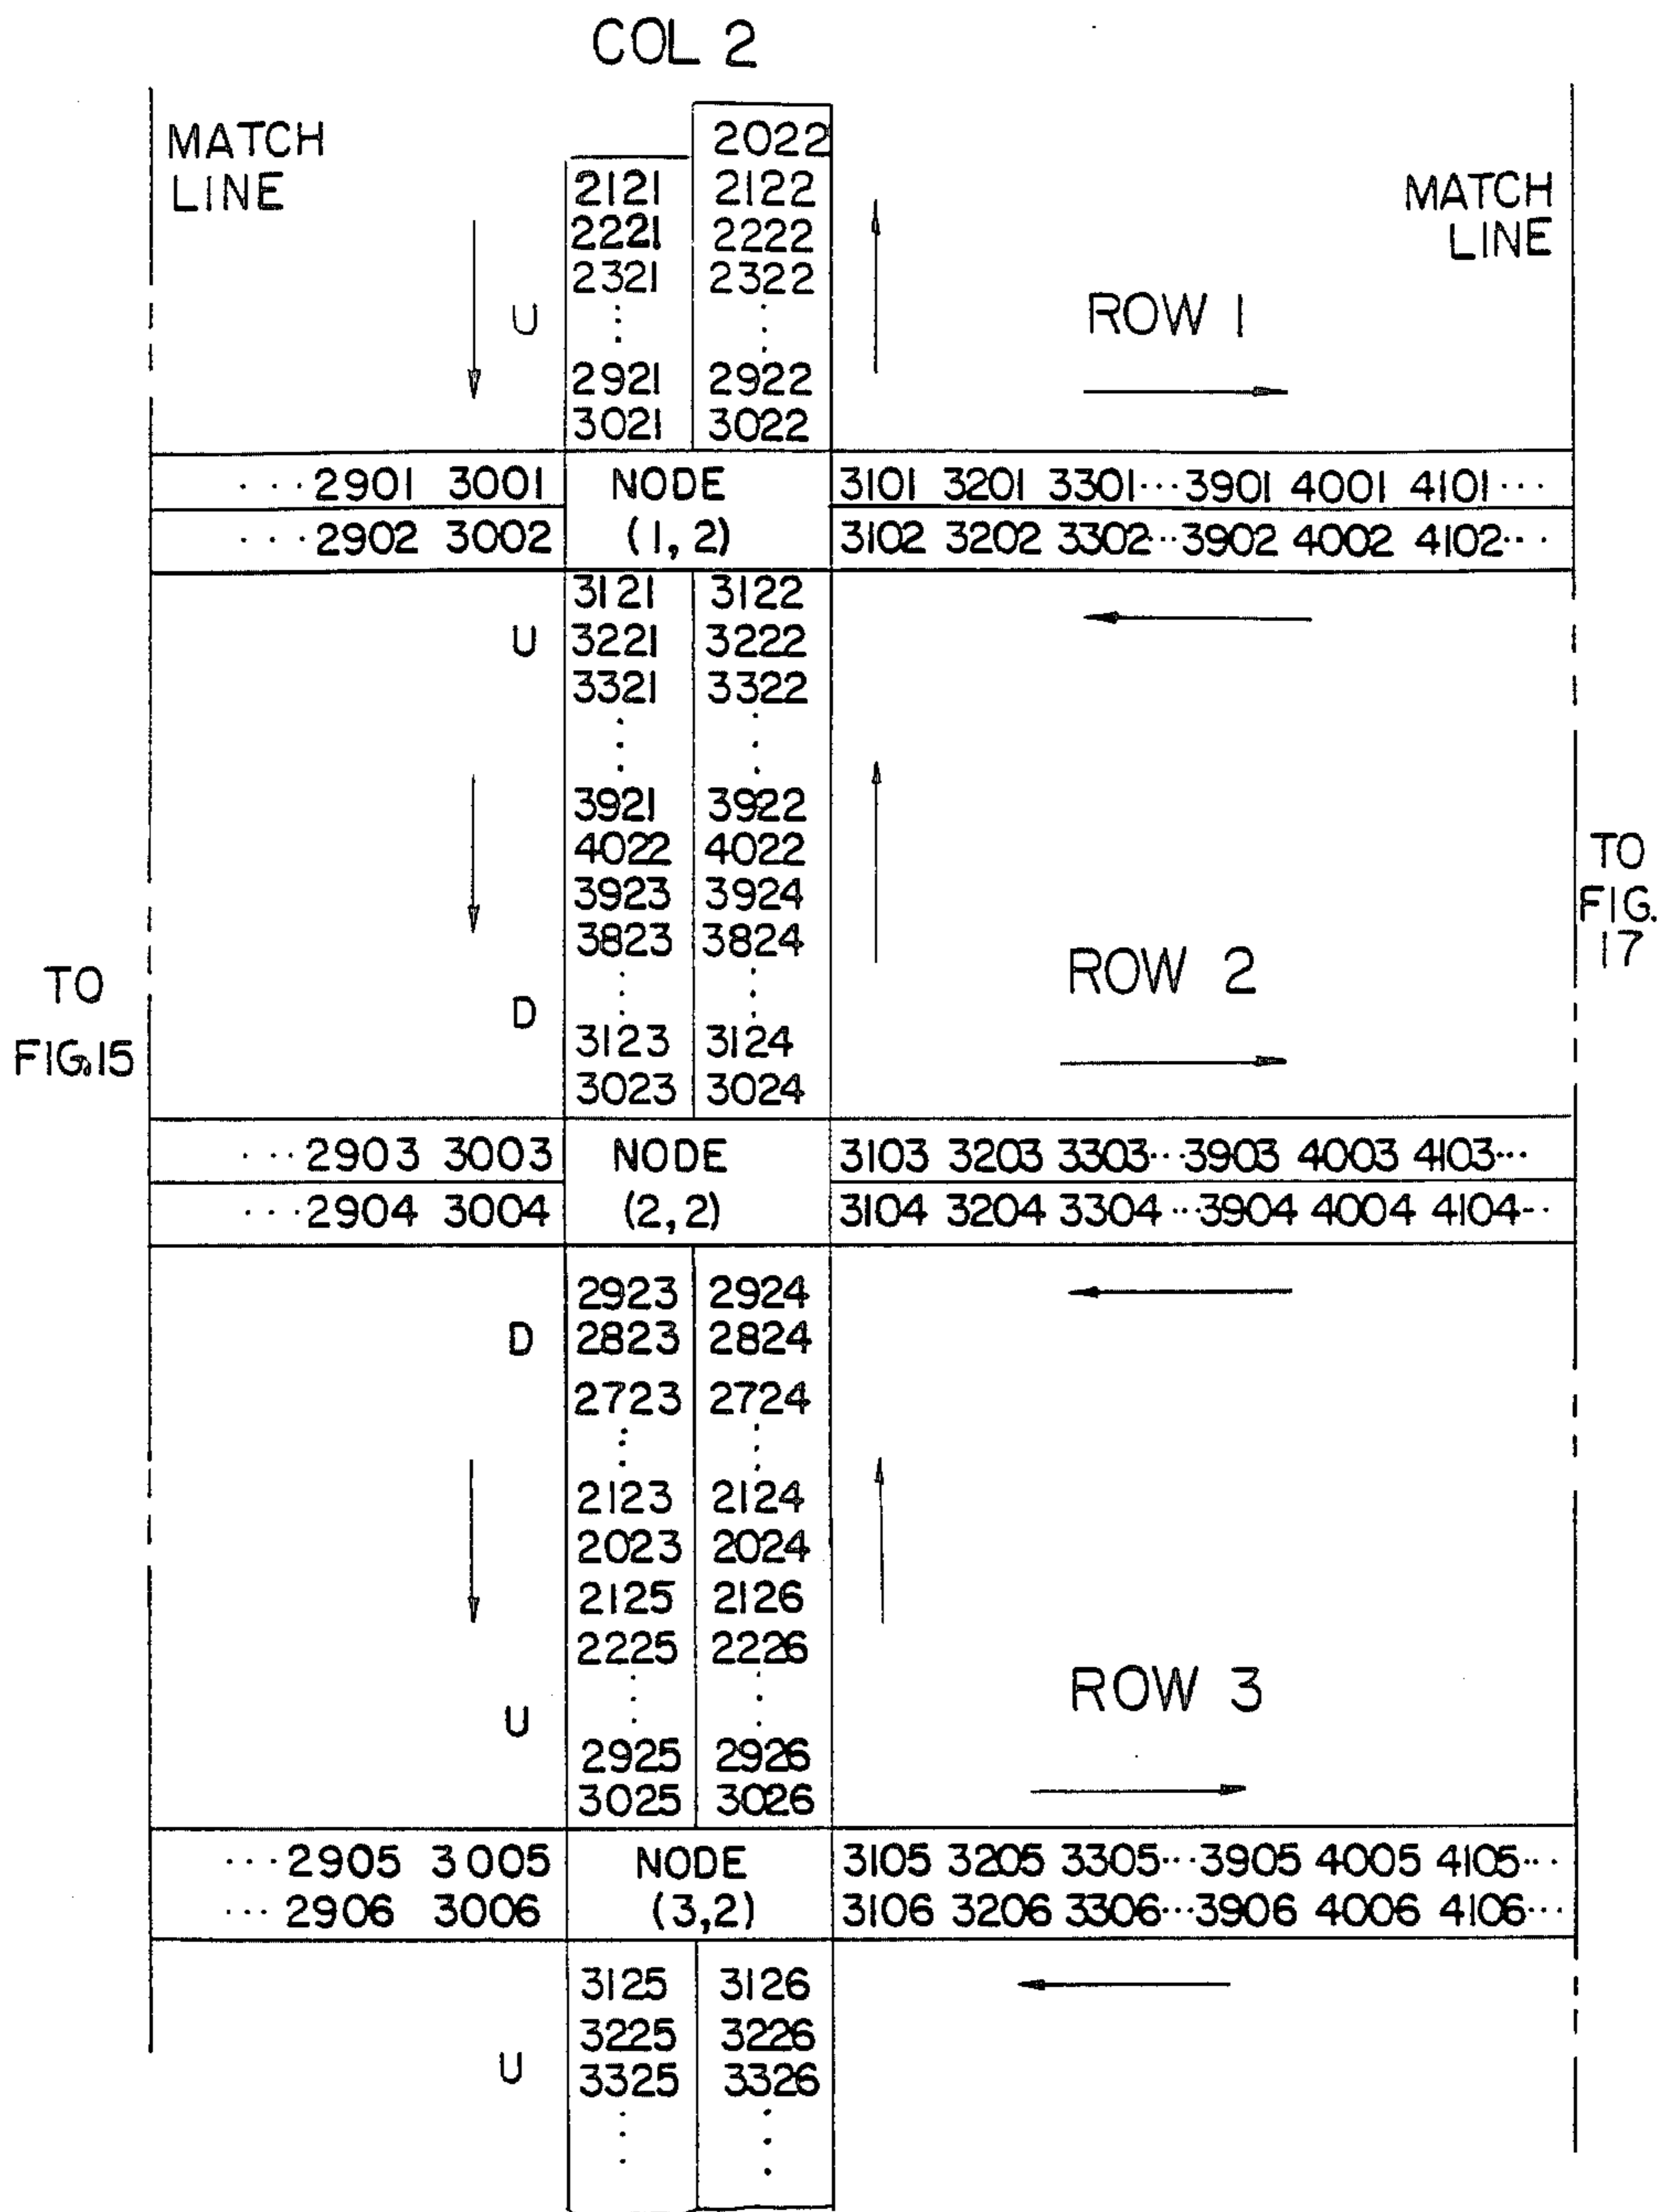 COL 2
MATCH LINE
2022
2121 2122
MATCH LINE
2221 2222
2321 2322
U ⋮ ⋮ ROW 1
2921 2922
3021 3022
···2901 3001 NODE 3101 3201 3301···3901 4001 4101···
···2902 3002 (1,2) 3102 3202 3302···3902 4002 4102···
3121 3122
U 3221 3222
3321 3322
⋮ ⋮
3921 3922
4022 4022
TO FIG. 17
3923 3924
3823 3824
TO FIG.15
⋮ ⋮ ROW 2
D
3123 3124
3023 3024
···2903 3003 NODE 3103 3203 3303···3903 4003 4103···
···2904 3004 (2,2) 3104 3204 3304···3904 4004 4104···
2923 2924
D 2823 2824
2723 2724
⋮ ⋮
2123 2124
2023 2024
2125 2126
2225 2226
U ⋮ ⋮ ROW 3
2925 2926
3025 3026
···2905 3005 NODE 3105 3205 3305···3905 4005 4105···
···2906 3006 (3,2) 3106 3206 3306···3906 4006 4106···
3125 3126
3225 3226
U 3325 3326
⋮ ⋮